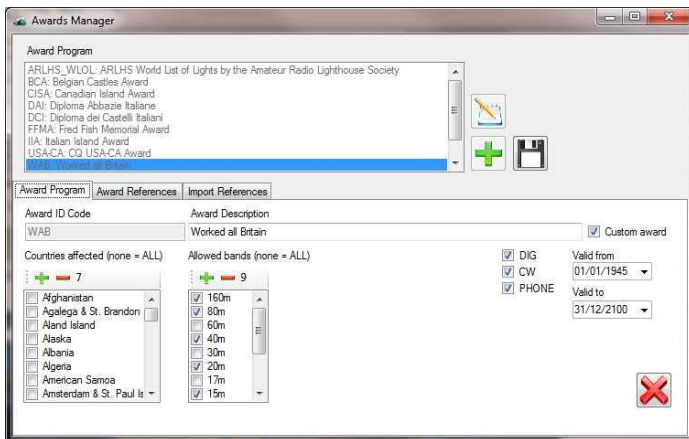 Awards Manager
Award Program
ARLHS_WLOL: ARLHS World List of Lights by the Amateur Radio Lighthouse Society
BCA: Belgian Castles Award
CISA: Canadian Island Award
DAI: Diploma Abbazie Italiane
DCI: Diploma dei Castelli Italiani
FFMA: Fred Fish Memorial Award
IIA: Italian Island Award
USA-CA: CQ USA-CA Award
WAB: Worked all Britain
Award Program Award References Import References
Award ID Code Award Description
WAB Worked all Britain Custom award
Countries affected (none = ALL) Allowed bands (none = ALL) DIG Valid from
7 9 CW 01/01/1945
PHONE Valid to
Afghanistan 160m 31/12/2100
Agalega & St. Brandon 80m
Aland Island 60m
Alaska 40m
Albania 30m
Algeria 20m
American Samoa 17m
Amsterdam & St. Paul Is 15m